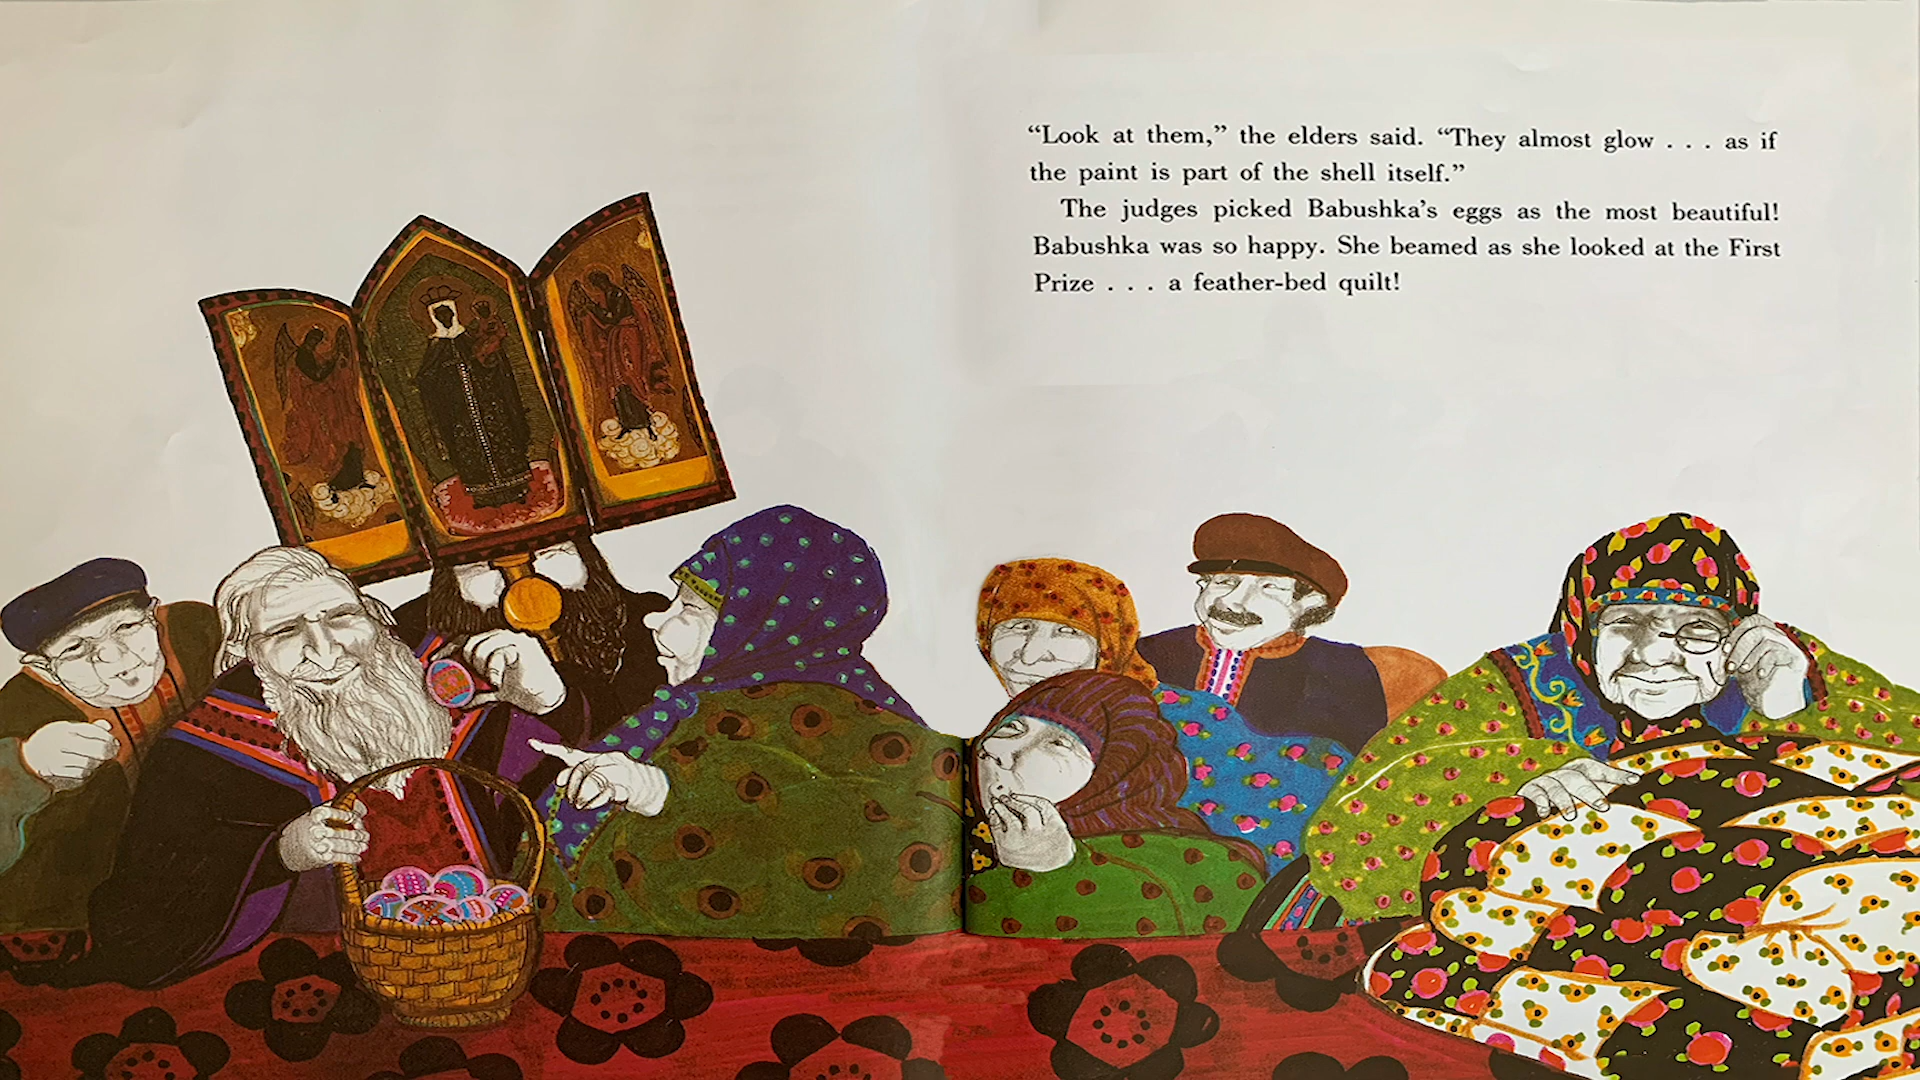 “Look at them,” the elders said. “They almost glow . . . as if
the paint is part of the shell itself.”
The judges picked Babushka’s eggs as the most beautiful!
Babushka was so happy. She beamed as she looked at the First
Prize . . . a feather-bed quilt!